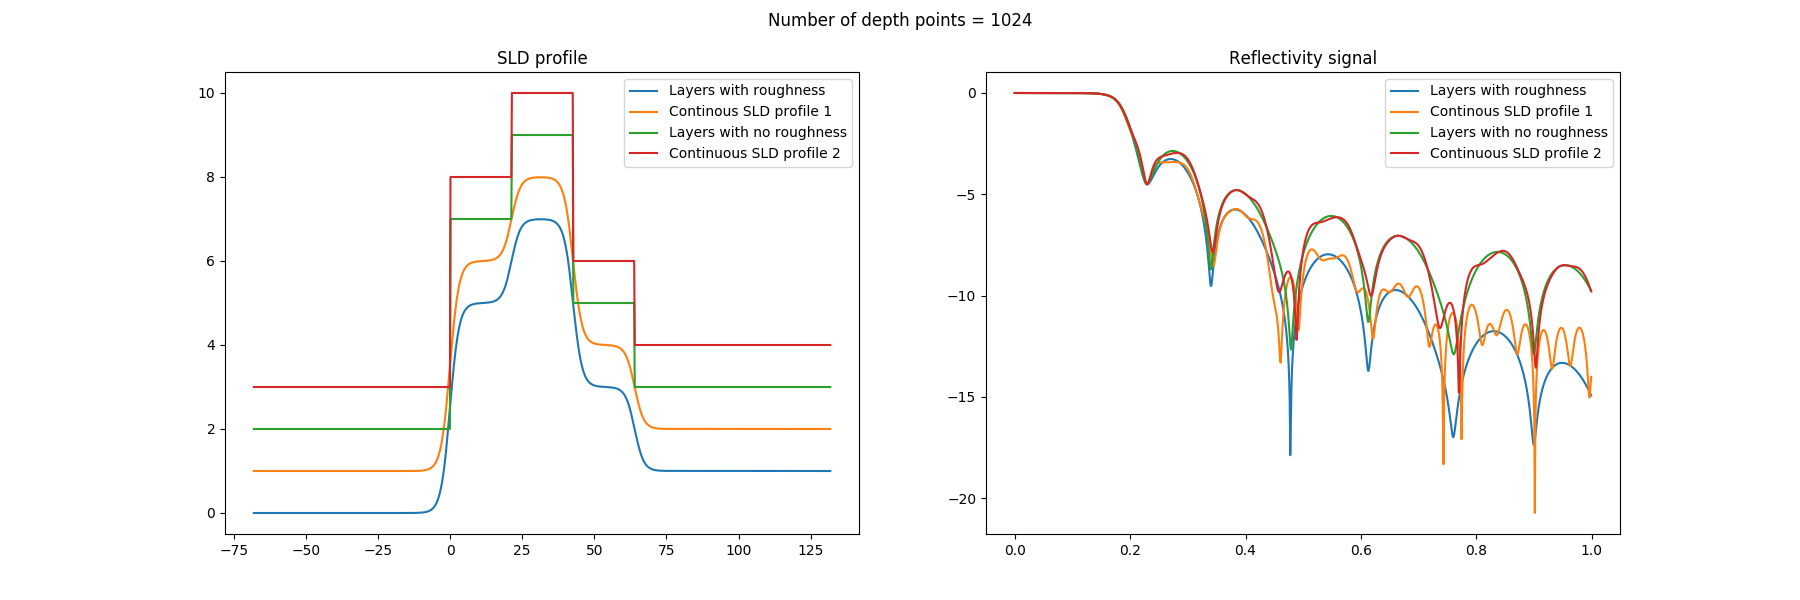 Number of depth points = 1024
SLD profile
Layers with roughness
Continous SLD profile 1
Layers with no roughness
Continuous SLD profile 2
10
8
6
4
2
0
−75
−50
−25
0
25
50
75
100
125
Reflectivity signal
Layers with roughness
Continous SLD profile 1
Layers with no roughness
Continuous SLD profile 2
0
−5
−10
−15
−20
0.0
0.2
0.4
0.6
0.8
1.0